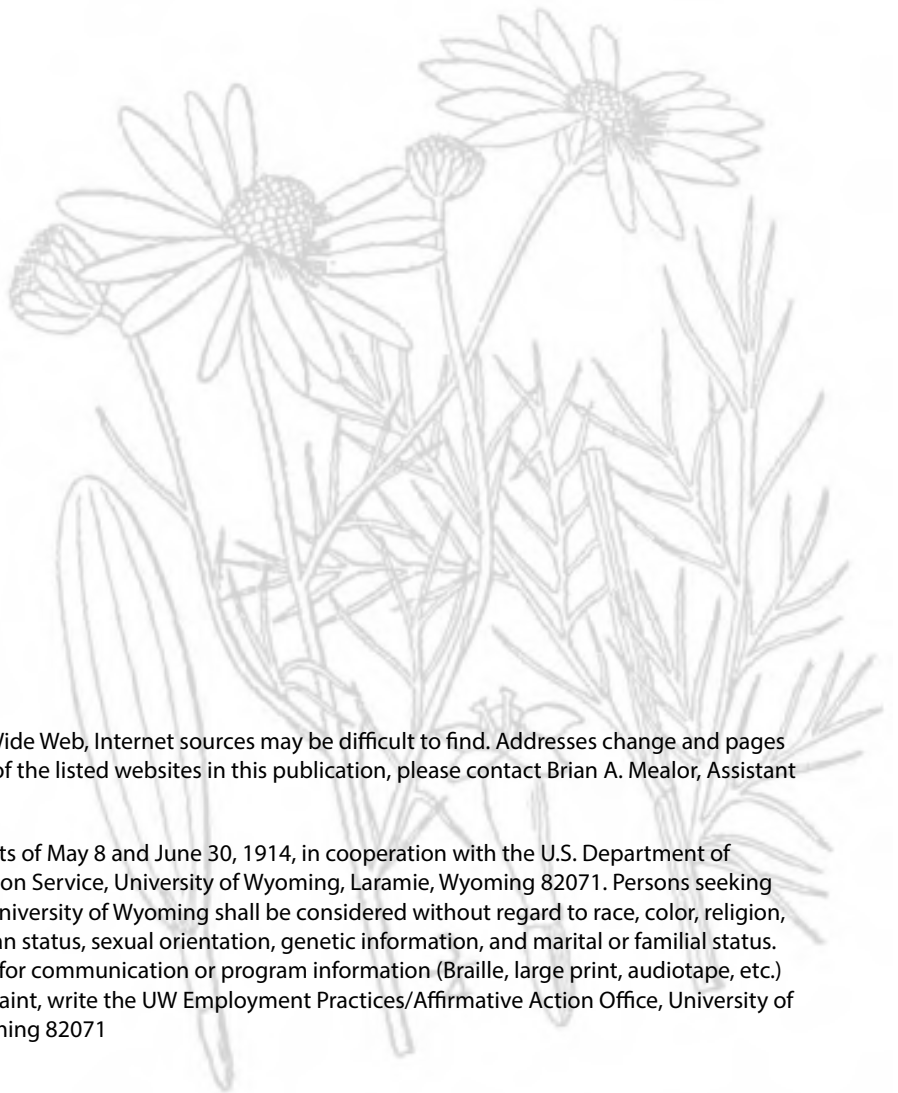 Wide Web, Internet sources may be difficult to find. Addresses change and pages
of the listed websites in this publication, please contact Brian A. Mealor, Assistant
ts of May 8 and June 30, 1914, in cooperation with the U.S. Department of
on Service, University of Wyoming, Laramie, Wyoming 82071. Persons seeking
niversity of Wyoming shall be considered without regard to race, color, religion,
an status, sexual orientation, genetic information, and marital or familial status.
for communication or program information (Braille, large print, audiotape, etc.)
aint, write the UW Employment Practices/Affirmative Action Office, University of
ming 82071